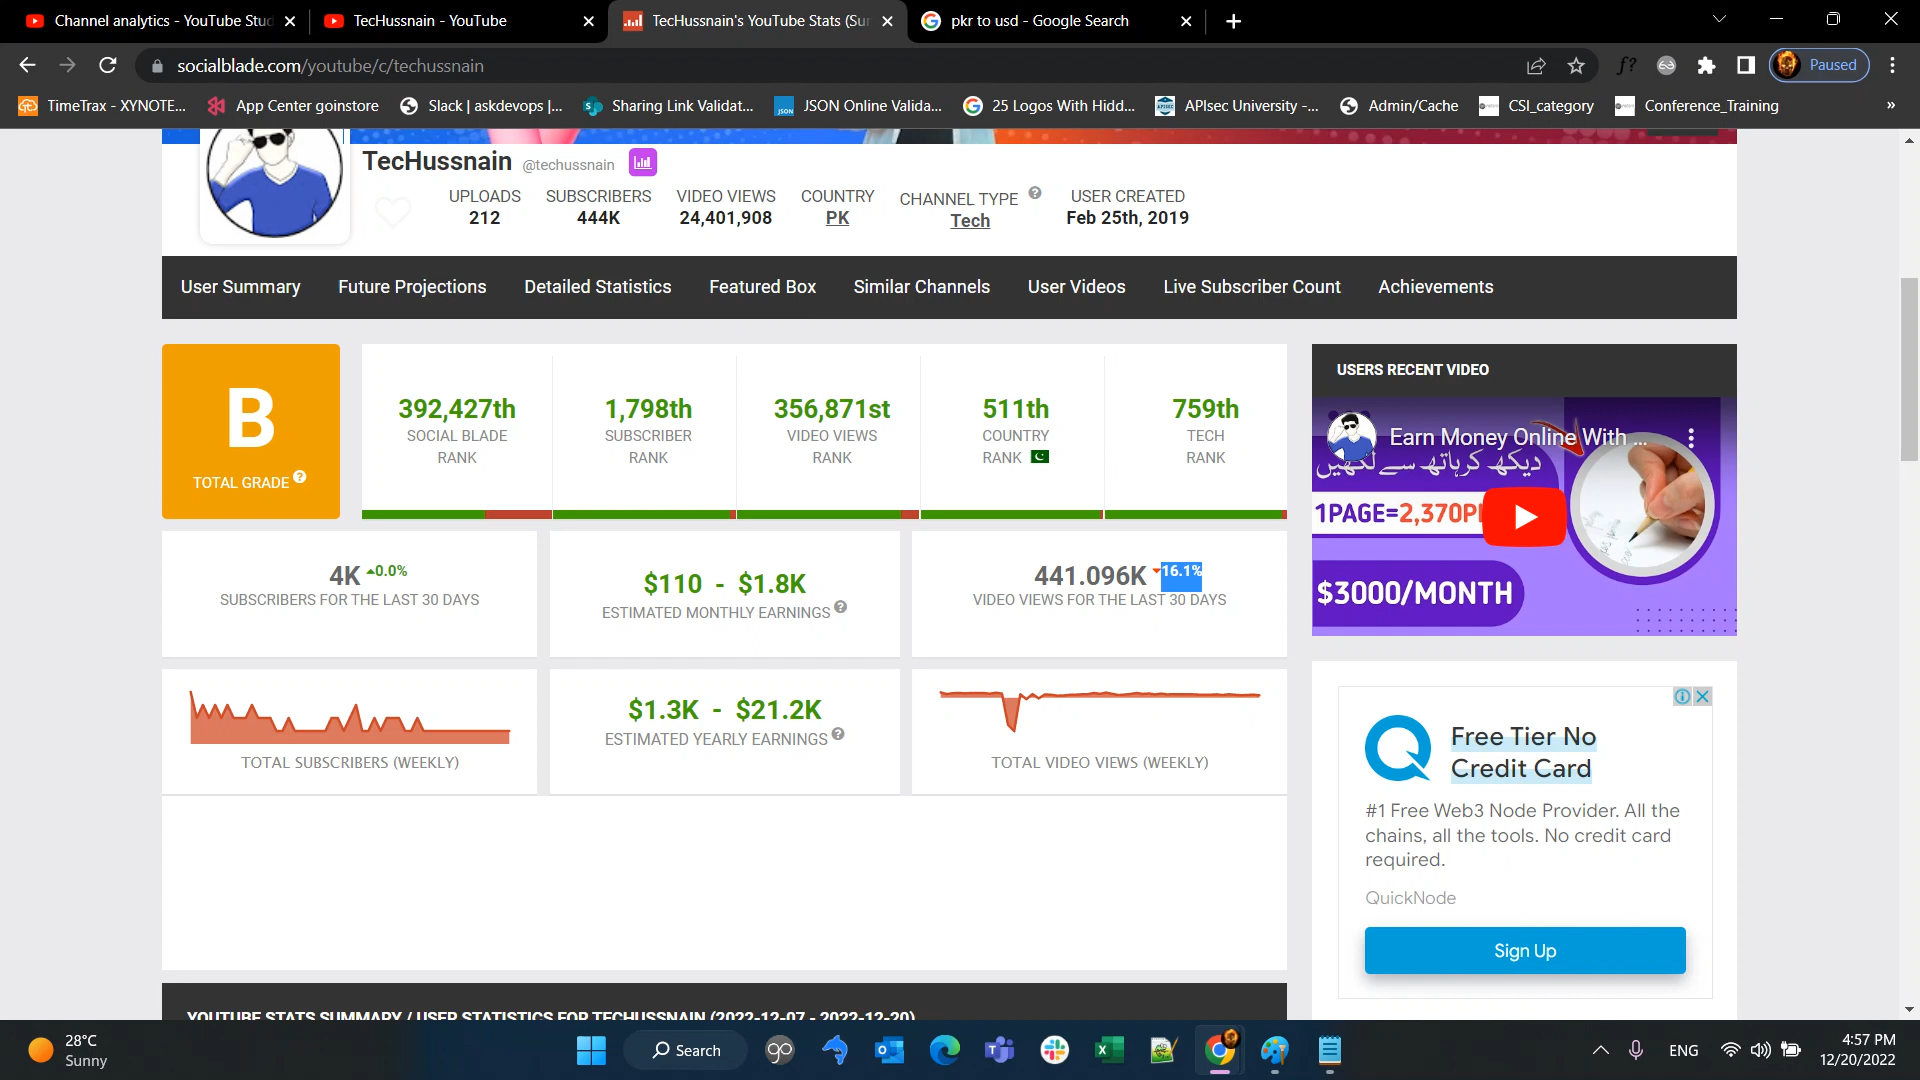 Channel analytics - YouTube Stud
TecHussnain - YouTube
TecHussnain's YouTube Stats (Sum
pkr to usd - Google Search
socialblade.com/youtube/c/techussnain
f?
Paused
TimeTrax - XYNOTE...
App Center goinstore
Slack | askdevops |...
Sharing Link Validat...
JSON Online Valida...
25 Logos With Hidd...
APIsec University -...
Admin/Cache
CSI_category
Conference_Training
»
TecHussnain @techussnain
UPLOADS
212
SUBSCRIBERS
444K
VIDEO VIEWS
24,401,908
COUNTRY
PK
CHANNEL TYPE
Tech
USER CREATED
Feb 25th, 2019
User Summary
Future Projections
Detailed Statistics
Featured Box
Similar Channels
User Videos
Live Subscriber Count
Achievements
B
TOTAL GRADE
392,427th
SOCIAL BLADE
RANK
1,798th
SUBSCRIBER
RANK
356,871st
VIDEO VIEWS
RANK
511th
COUNTRY
RANK
759th
TECH
RANK
4K 0.0%
SUBSCRIBERS FOR THE LAST 30 DAYS
$110 - $1.8K
ESTIMATED MONTHLY EARNINGS
441.096K 16.1%
VIDEO VIEWS FOR THE LAST 30 DAYS
TOTAL SUBSCRIBERS (WEEKLY)
$1.3K - $21.2K
ESTIMATED YEARLY EARNINGS
TOTAL VIDEO VIEWS (WEEKLY)
USERS RECENT VIDEO
Earn Money Online With ...
دیکھ کر ہاتھ سے لکھیں
1PAGE=2,370P
$3000/MONTH
Free Tier No
Credit Card
#1 Free Web3 Node Provider. All the
chains, all the tools. No credit card
required.
QuickNode
Sign Up
YOUTUBE STATS SUMMARY / USER STATISTICS FOR TECHUSSNAIN (2022-12-07 - 2022-12-20)
28°C
Sunny
Search
go
ENG
4:57 PM
12/20/2022